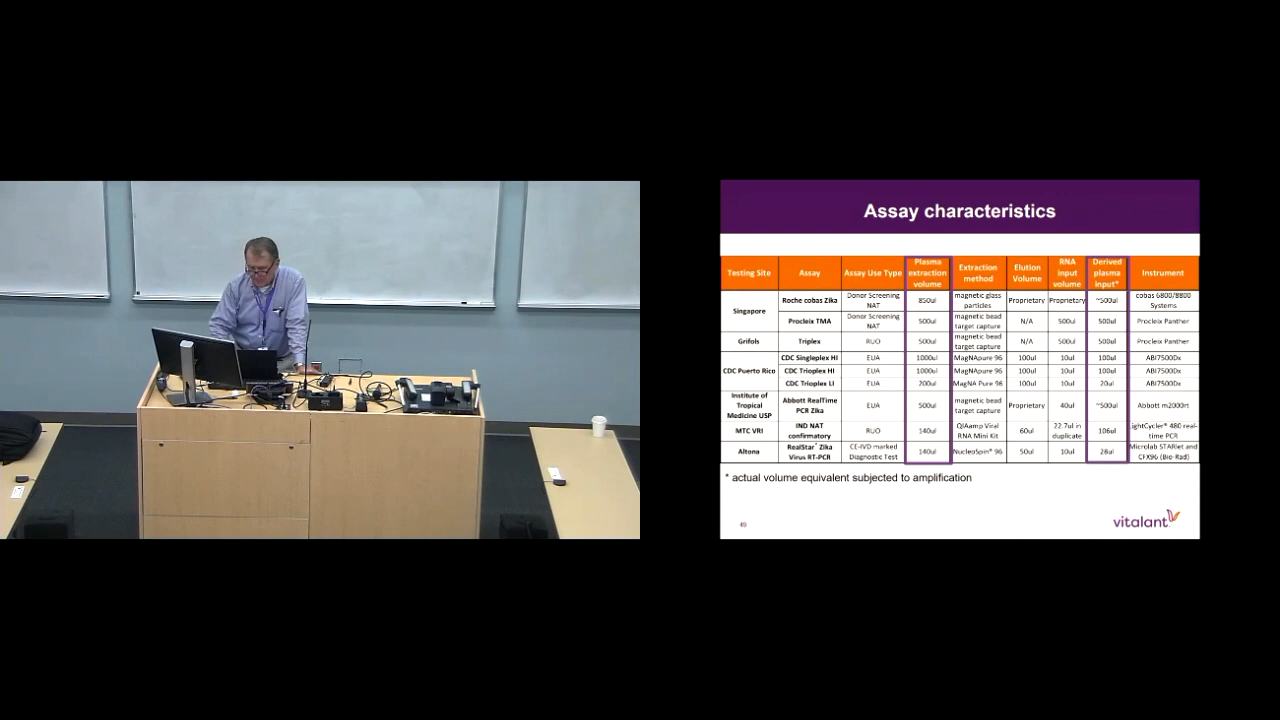 Assay characteristics
Testing Site Assay Assay Use Type Plasma extraction volume Extraction method Elution Volume RNA input volume Derived plasma input* Instrument
Singapore Roche cobas Zika Donor Screening NAT 850ul magnetic glass particles Proprietary Proprietary ~500ul cobas 6800/8800 Systems
Procleix TMA Donor Screening NAT 500ul magnetic bead target capture N/A 500ul 500ul Procleix Panther
Grifols Triplex RUO 500ul magnetic bead target capture N/A 500ul 500ul Procleix Panther
CDC Puerto Rico CDC Singleplex HI EUA 1000ul MagNApure 96 100ul 10ul 100ul ABI7500Dx
CDC Trioplex HI EUA 1000ul MagNApure 96 100ul 10ul 100ul ABI7500Dx
CDC Trioplex LI EUA 200ul MagNA Pure 96 100ul 10ul 20ul ABI7500Dx
Institute of Tropical Medicine USP Abbott RealTime PCR Zika EUA 500ul magnetic bead target capture Proprietary 40ul ~500ul Abbott m2000rt
MTC VRI IND NAT confirmatory RUO 140ul QIAamp Viral RNA Mini Kit 60ul 22.7ul in duplicate 106ul ightCycler® 480 real-time PCR
Altona RealStar® Zika Virus RT-PCR CE-IVD marked Diagnostic Test 140ul NucleoSpin® 96 50ul 10ul 28ul Microlab STARlet and CFX96 (Bio-Rad)
* actual volume equivalent subjected to amplification
49
vitalant